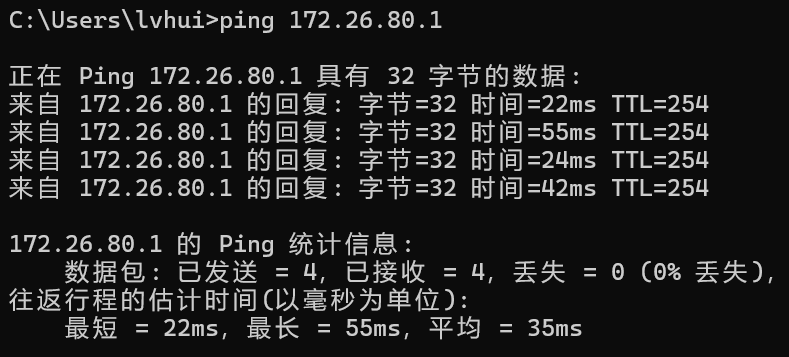 C:\Users\lvhui>ping 172.26.80.1
正在 Ping 172.26.80.1 具有 32 字节的数据:
来自 172.26.80.1 的回复: 字节=32 时间=22ms TTL=254
来自 172.26.80.1 的回复: 字节=32 时间=55ms TTL=254
来自 172.26.80.1 的回复: 字节=32 时间=24ms TTL=254
来自 172.26.80.1 的回复: 字节=32 时间=42ms TTL=254
172.26.80.1 的 Ping 统计信息:
数据包: 已发送 = 4, 已接收 = 4, 丢失 = 0 (0% 丢失),
往返行程的估计时间(以毫秒为单位):
最短 = 22ms, 最长 = 55ms, 平均 = 35ms